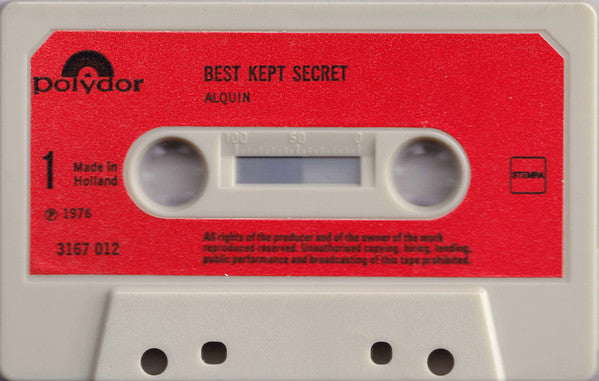 polydor
BEST KEPT SECRET
ALQUIN
100 50 0
1
Made in
Holland
STEMRA
℗ 1976
3167 012
All rights of the producer and of the owner of the work
reproduced reserved. Unauthorised copying, hiring, lending,
public performance and broadcasting of this tape prohibited.